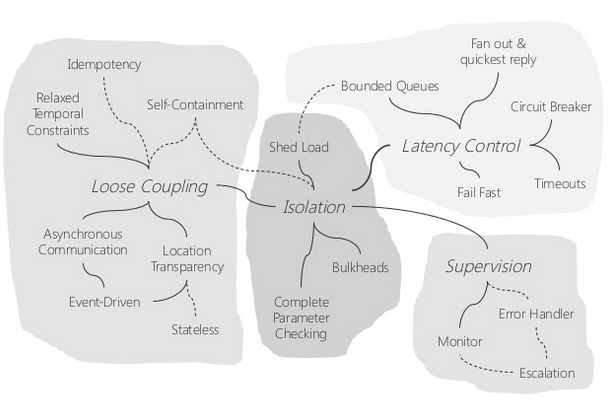 Idempotency
Relaxed
Temporal
Constraints
Self-Containment
Loose Coupling
Asynchronous
Communication
Location
Transparency
Event-Driven
Stateless
Shed Load
Isolation
Bulkheads
Complete
Parameter
Checking
Fan out &
quickest reply
Bounded Queues
Circuit Breaker
Latency Control
Fail Fast
Timeouts
Supervision
Error Handler
Monitor
Escalation